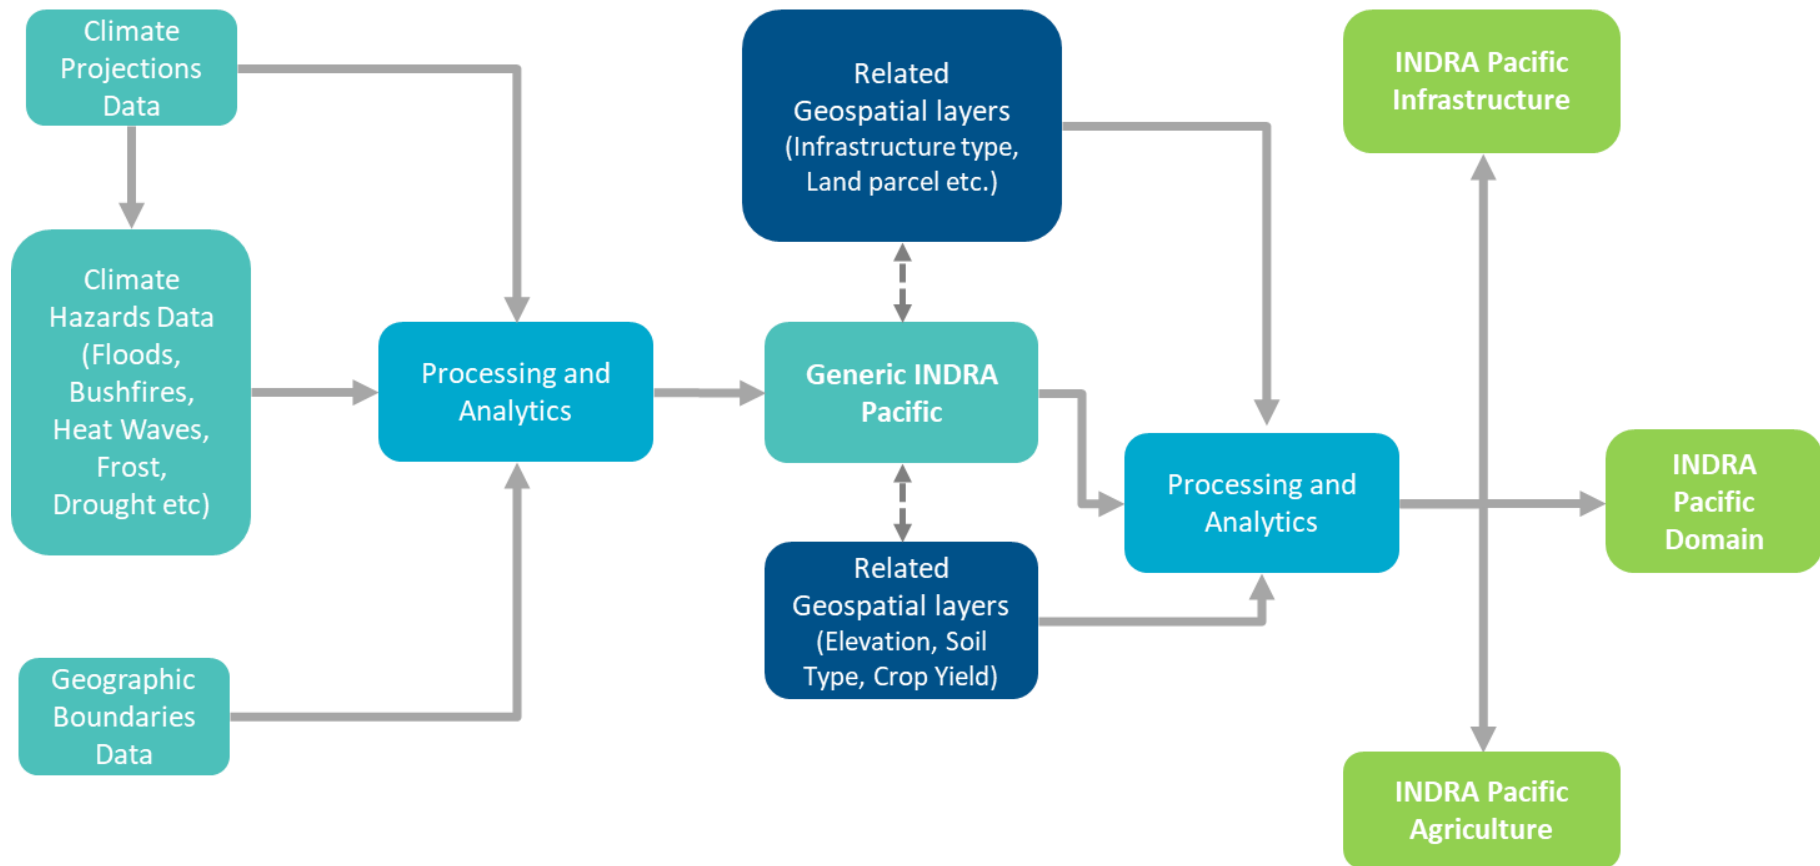 Climate
Projections
Data
Climate
Hazards Data
(Floods,
Bushfires,
Heat Waves,
Frost,
Drought etc)
Geographic
Boundaries
Data
Processing and
Analytics
Related
Geospatial layers
(Infrastructure type,
Land parcel etc.)
Generic INDRA
Pacific
Related
Geospatial layers
(Elevation, Soil
Type, Crop Yield)
Processing and
Analytics
INDRA Pacific
Infrastructure
INDRA
Pacific
Domain
INDRA Pacific
Agriculture